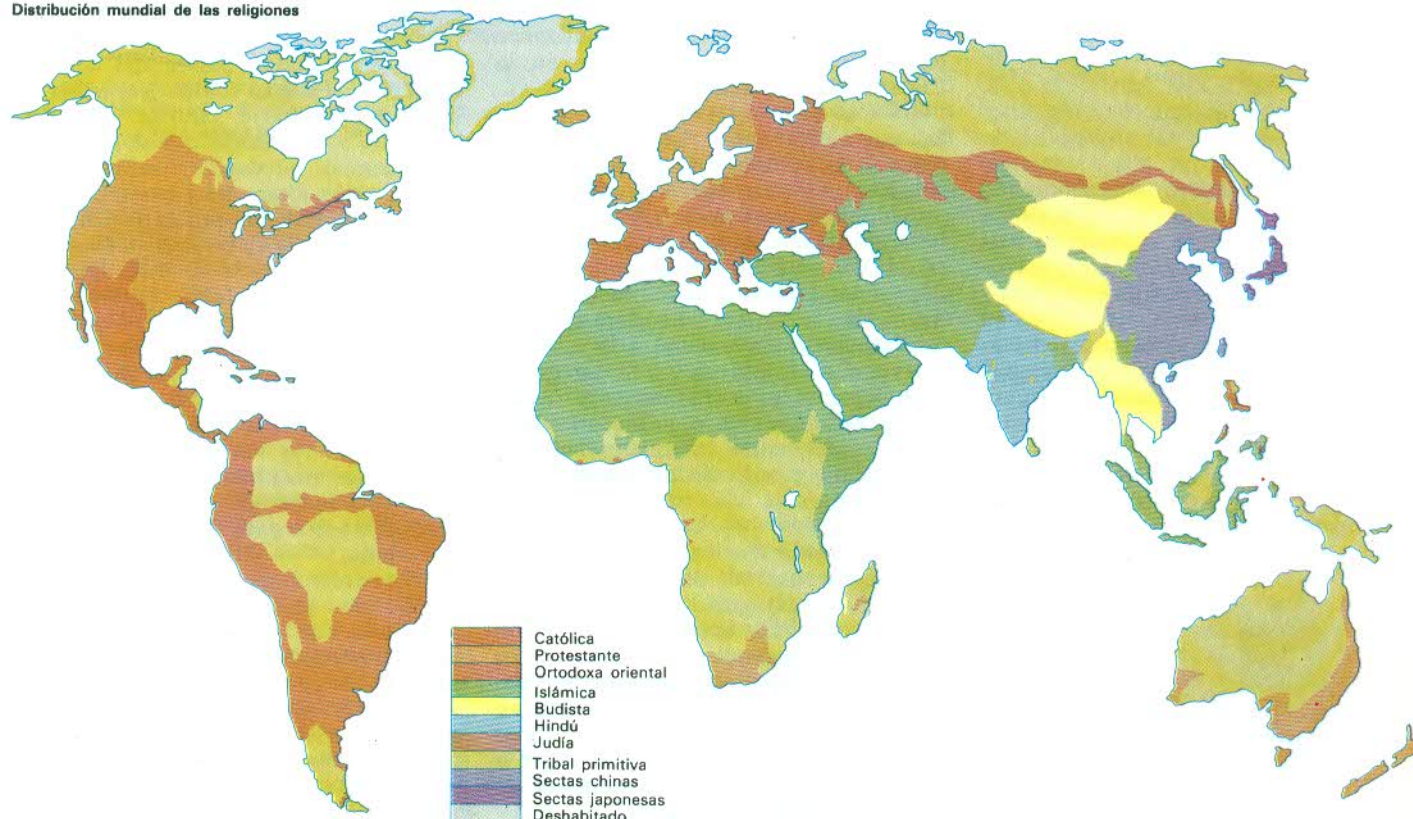 Distribución mundial de las religiones
Católica
Protestante
Ortodoxa oriental
Islámica
Budista
Hindú
Judía
Tribal primitiva
Sectas chinas
Sectas japonesas
Deshabitado